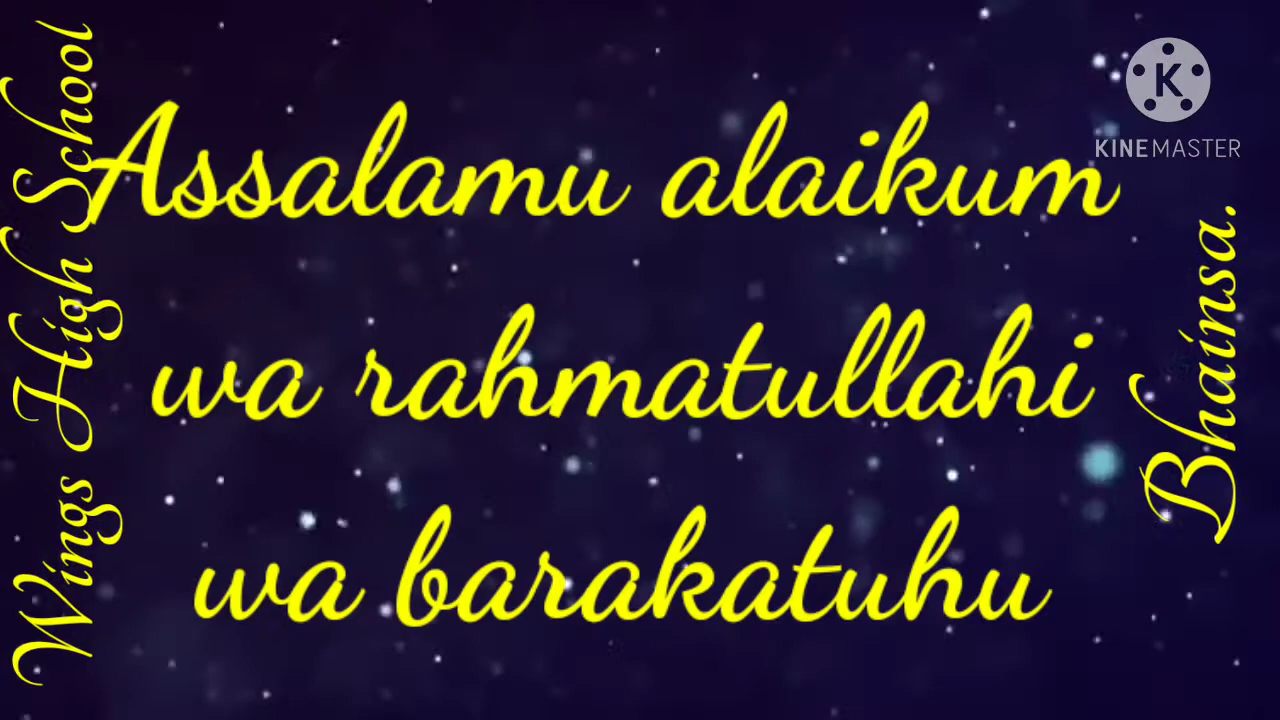 Wings High School
Assalamu alaikum
wa rahmatullahi
wa barakatuhu
Bhainsa.
K
KINEMASTER